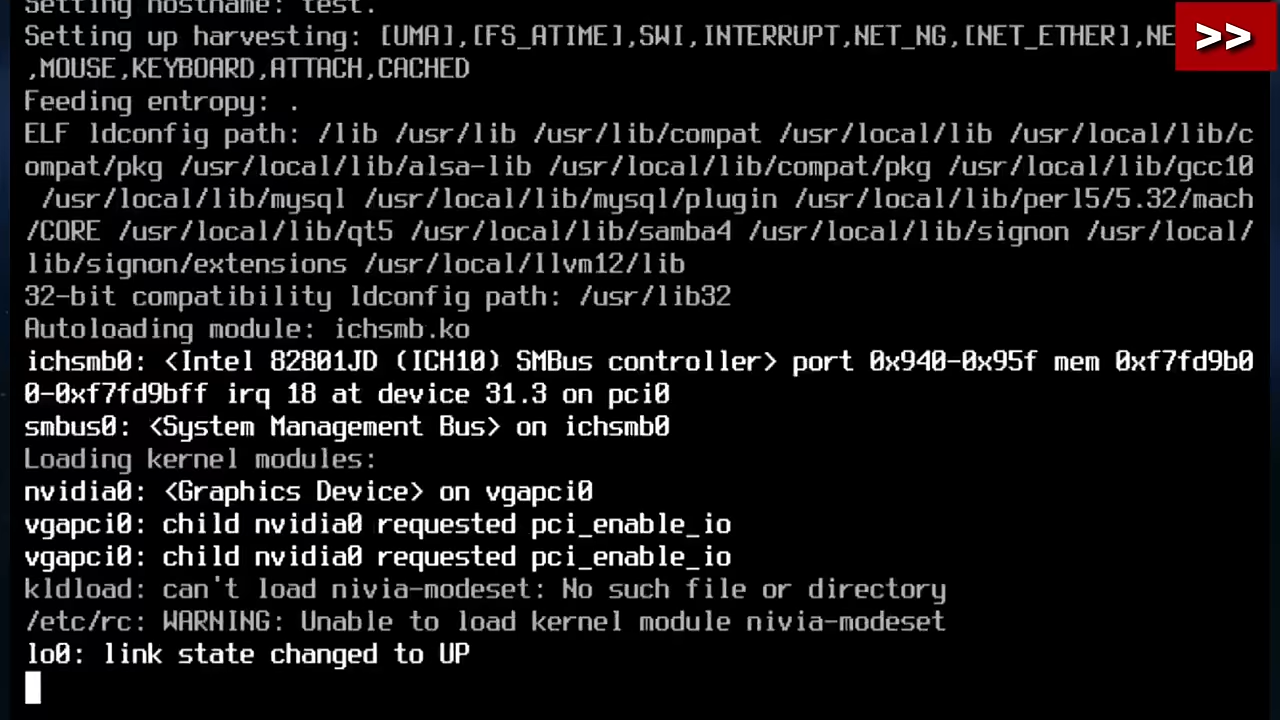 Setting hostname: test.
Setting up harvesting: [UMA],[FS_ATIME],SWI,INTERRUPT,NET_NG,[NET_ETHER],NE
>>
,MOUSE,KEYBOARD,ATTACH,CACHED
Feeding entropy: .
ELF ldconfig path: /lib /usr/lib /usr/lib/compat /usr/local/lib /usr/local/lib/c
ompat/pkg /usr/local/lib/alsa-lib /usr/local/lib/compat/pkg /usr/local/lib/gcc10
/usr/local/lib/mysql /usr/local/lib/mysql/plugin /usr/local/lib/perl5/5.32/mach
/CORE /usr/local/lib/qt5 /usr/local/lib/samba4 /usr/local/lib/signon /usr/local/
lib/signon/extensions /usr/local/llvm12/lib
32-bit compatibility ldconfig path: /usr/lib32
Autoloading module: ichsmb.ko
ichsmb0: <Intel 82801JD (ICH10) SMBus controller> port 0x940-0x95f mem 0xf7fd9b0
0-0xf7fd9bff irq 18 at device 31.3 on pci0
smbus0: <System Management Bus> on ichsmb0
Loading kernel modules:
nvidia0: <Graphics Device> on vgapci0
vgapci0: child nvidia0 requested pci_enable_io
vgapci0: child nvidia0 requested pci_enable_io
kldload: can't load nivia-modeset: No such file or directory
/etc/rc: WARNING: Unable to load kernel module nivia-modeset
lo0: link state changed to UP